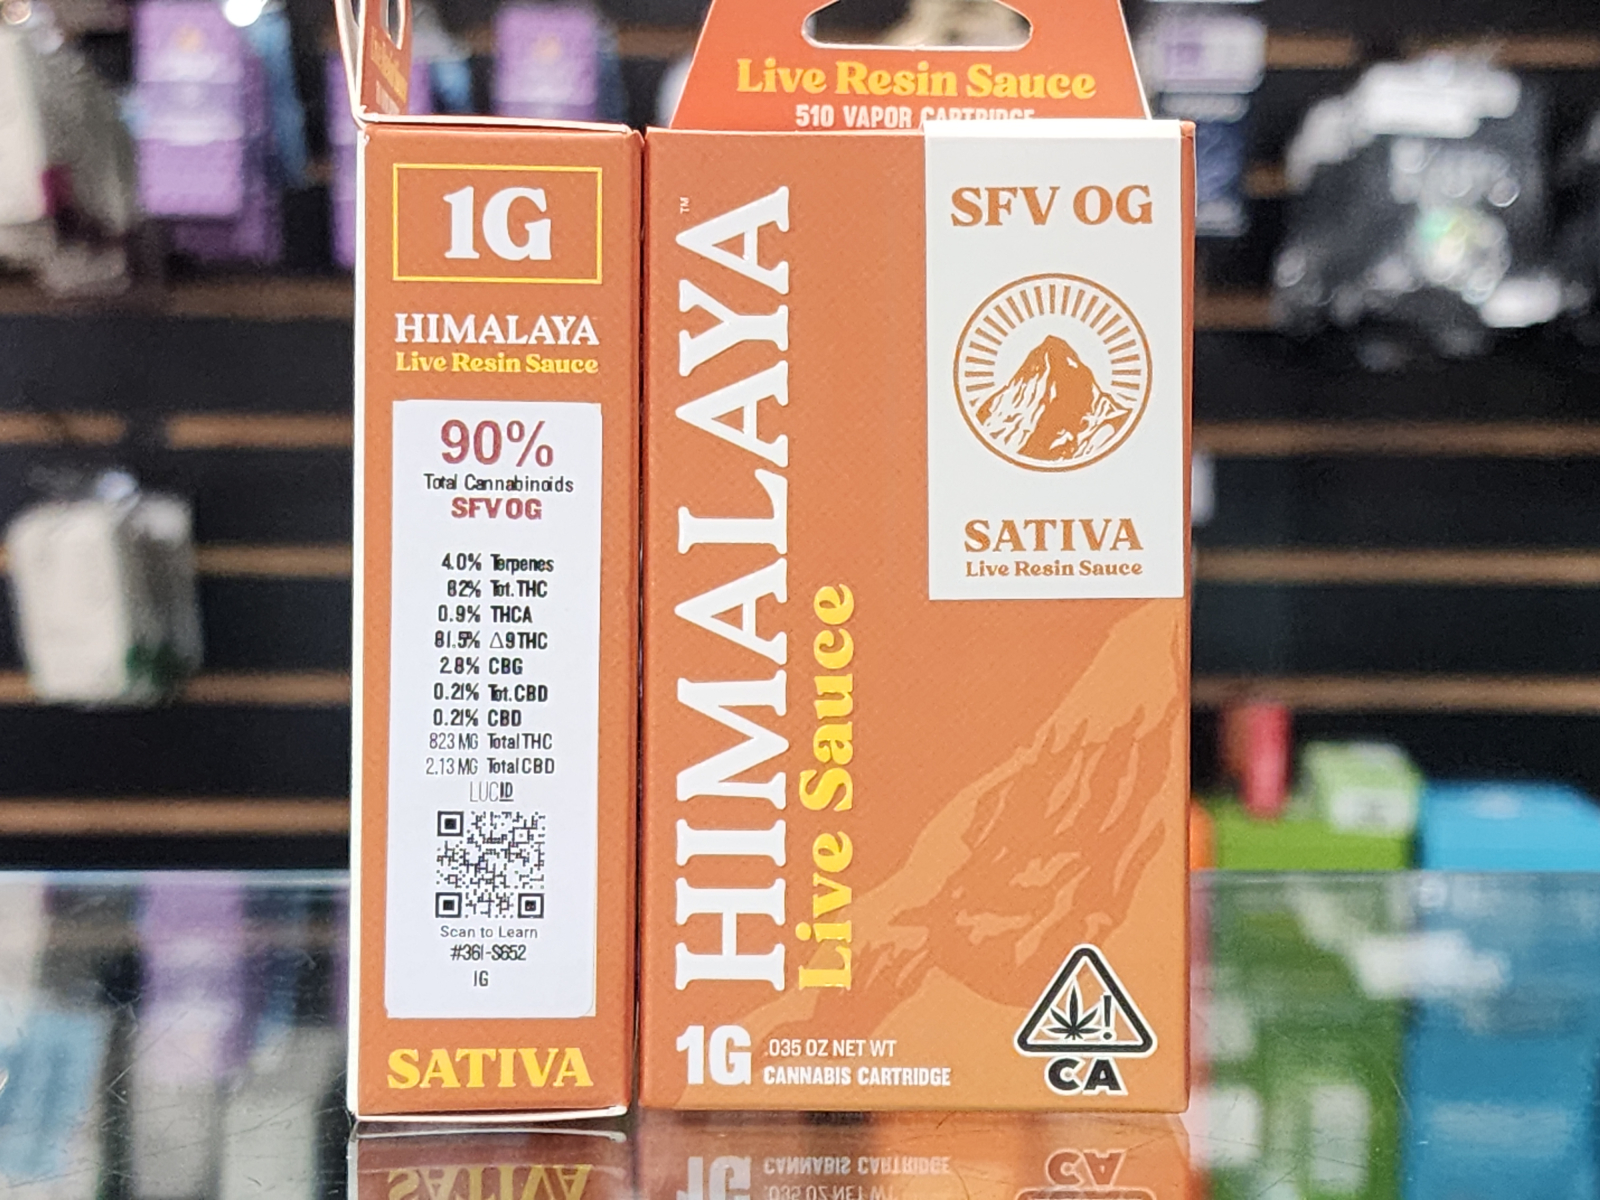 1G
HIMALAYA
Live Resin Sauce
90%
Total Cannabinoids
SFV OG
4.0% Terpenes
82% Tot.THC
0.9% THCA
81.5% Δ9THC
2.8% CBG
0.21% Tot.CBD
0.21% CBD
823 MG Total THC
2.13 MG Total CBD
LUCID
Scan to Learn
#361-S652
1G
SATIVA
Live Resin Sauce
510 VAPOR CARTRIDGE
HIMALAYA™
Live Sauce
SFV OG
SATIVA
Live Resin Sauce
1G
.035 OZ NET WT
CANNABIS CARTRIDGE
!
CA